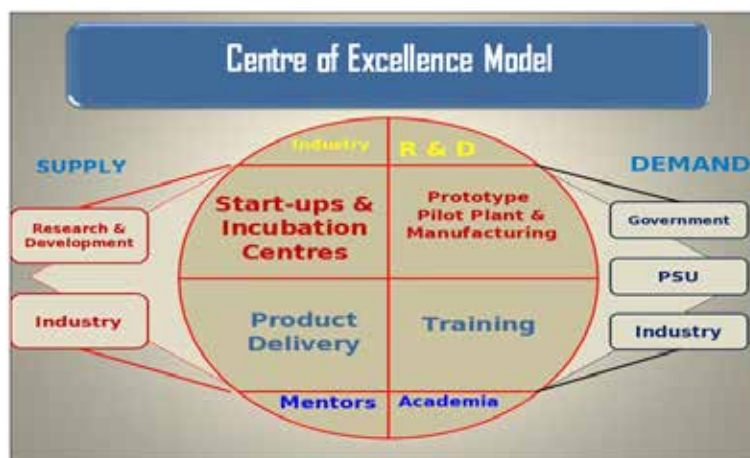 Centre of Excellence Model
SUPPLY
Research &
Development
Industry
Industry
R & D
Start-ups &
Incubation
Centres
Prototype
Pilot Plant &
Manufacturing
Product
Delivery
Training
Mentors
Academia
DEMAND
Government
PSU
Industry